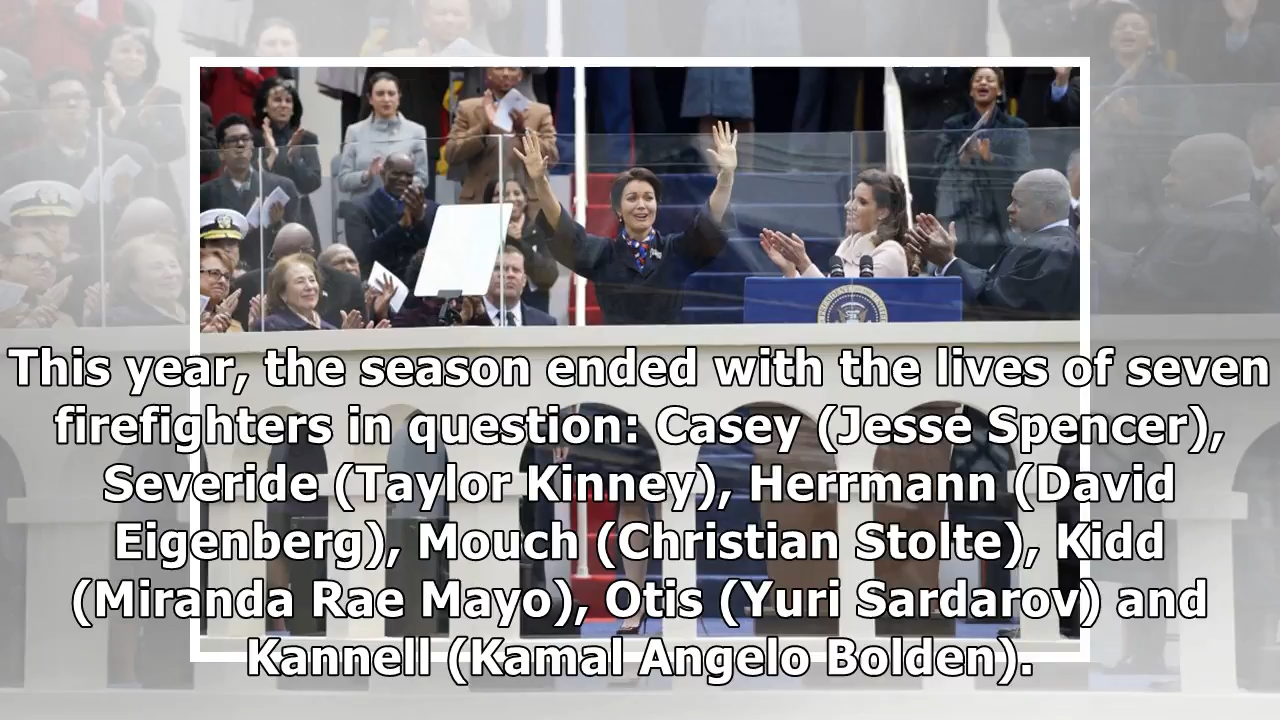 This year, the season ended with the lives of seven
firefighters in question: Casey (Jesse Spencer),
Severide (Taylor Kinney), Herrmann (David
Eigenberg), Mouch (Christian Stolte), Kidd
(Miranda Rae Mayo), Otis (Yuri Sardarov) and
Kannell (Kamal Angelo Bolden).